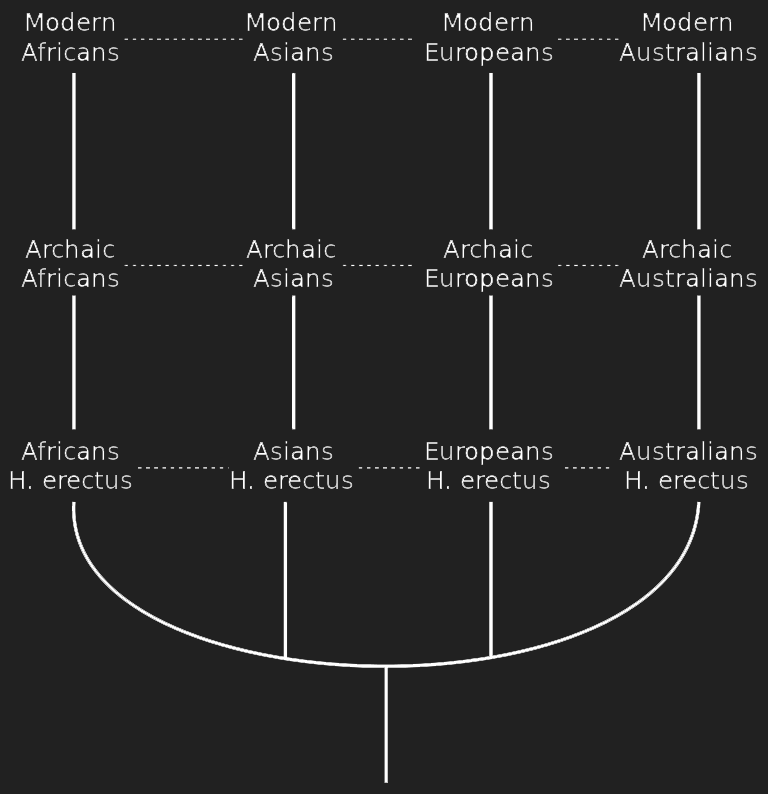 Modern Modern Modern Modern
Africans Asians Europeans Australians
Archaic Archaic Archaic Archaic
Africans Asians Europeans Australians
Africans Asians Europeans Australians
H. erectus H. erectus H. erectus H. erectus